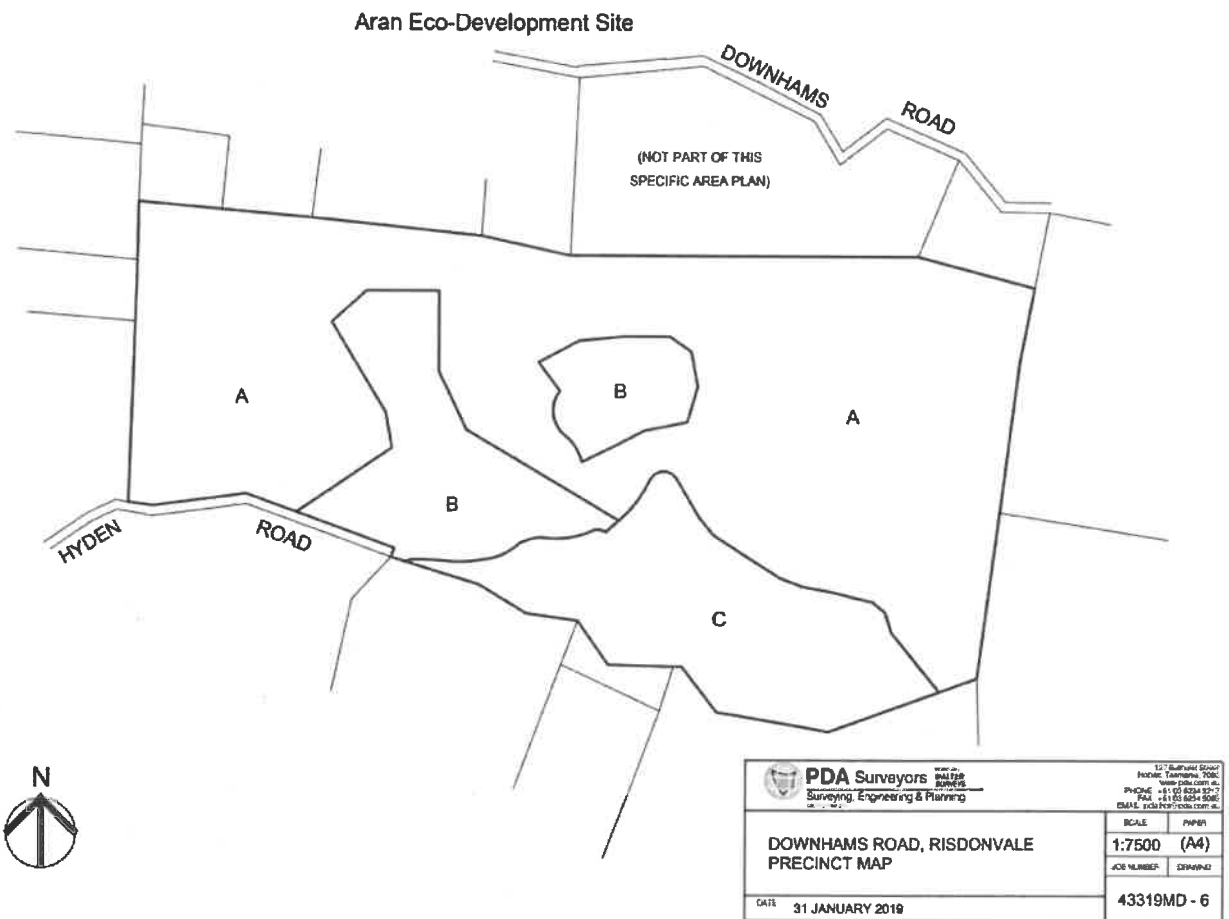 Aran Eco-Development Site
DOWNHAMS
ROAD
(NOT PART OF THIS
SPECIFIC AREA PLAN)
A
B
A
B
HYDEN
ROAD
C
N
PDA Surveyors
Surveying, Engineering & Planning
DOWNHAMS ROAD, RISDONVALE
PRECINCT MAP
SCALE
PAPER
1:7500
(A4)
JOB NUMBER
DRAWING
43319MD - 6
DATE
31 JANUARY 2019